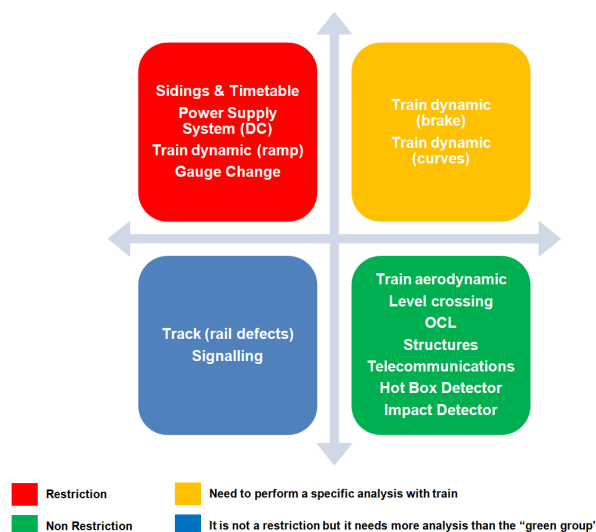 Sidings & Timetable
Power Supply
System (DC)
Train dynamic (ramp)
Gauge Change
Train dynamic
(brake)
Train dynamic
(curves)
Track (rail defects)
Signalling
Train aerodynamic
Level crossing
OCL
Structures
Telecommunications
Hot Box Detector
Impact Detector
Restriction
Need to perform a specific analysis with train
Non Restriction
It is not a restriction but it needs more analysis than the “green group’